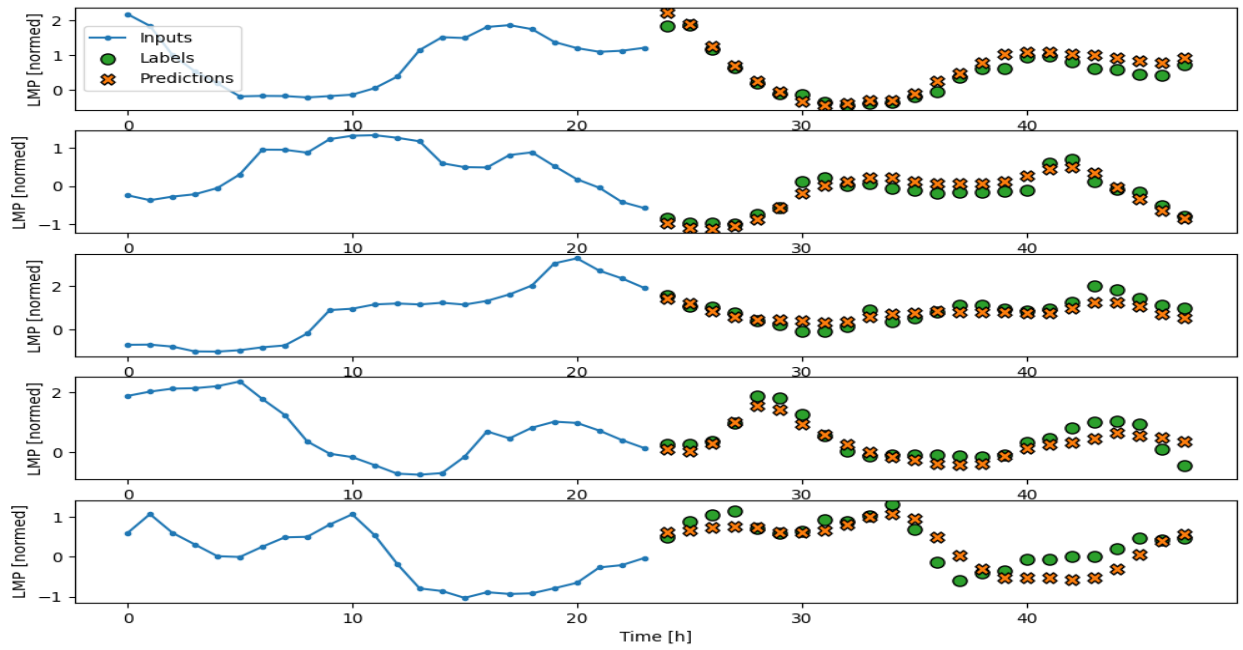 LMP [normed]
2
1
0
Inputs
Labels
Predictions
0 10 20 30 40
LMP [normed]
1
0
−1
0 10 20 30 40
LMP [normed]
2
0
0 10 20 30 40
LMP [normed]
2
0
0 10 20 30 40
LMP [normed]
1
0
−1
0 10 20 30 40
Time [h]